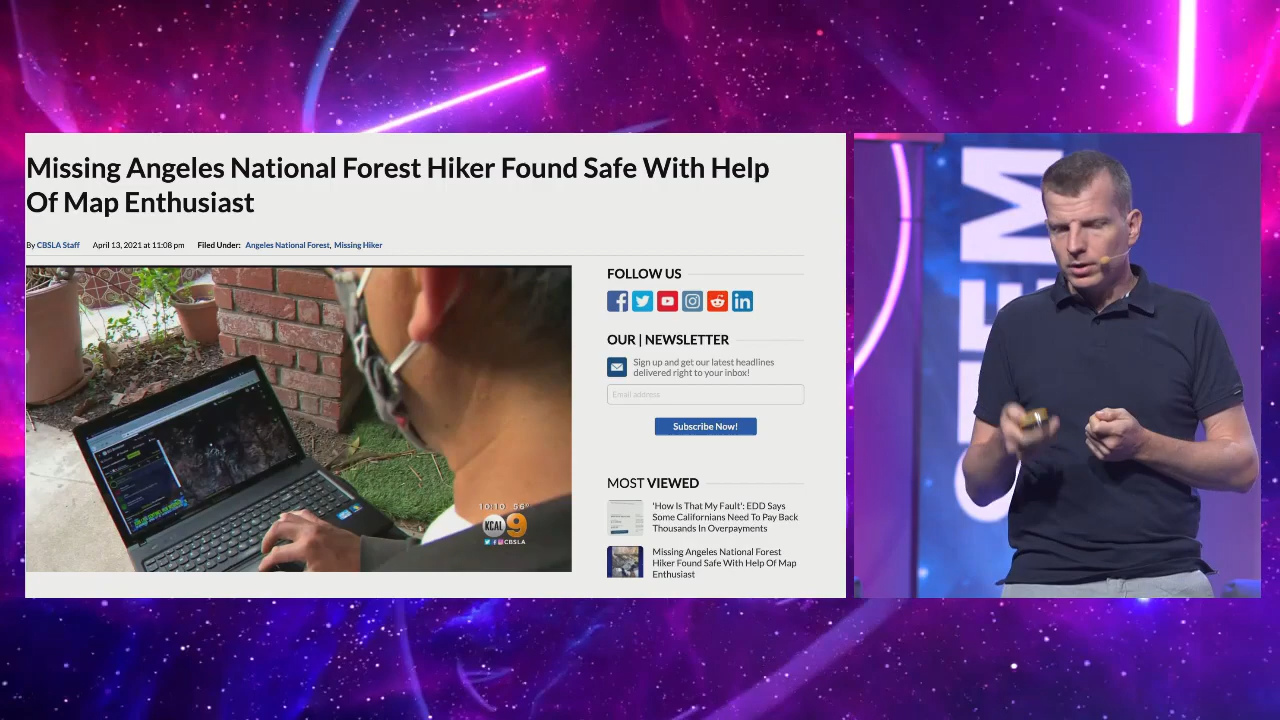 Missing Angeles National Forest Hiker Found Safe With Help
Of Map Enthusiast
By CBSLA Staff April 13, 2021 at 11:08 pm Filed Under: Angeles National Forest, Missing Hiker
10:10 56°
KCAL 9
CBSLA
FOLLOW US
OUR | NEWSLETTER
Sign up and get our latest headlines
delivered right to your inbox!
Email address
Subscribe Now!
MOST VIEWED
'How Is That My Fault': EDD Says
Some Californians Need To Pay Back
Thousands In Overpayments
Missing Angeles National Forest
Hiker Found Safe With Help Of Map
Enthusiast